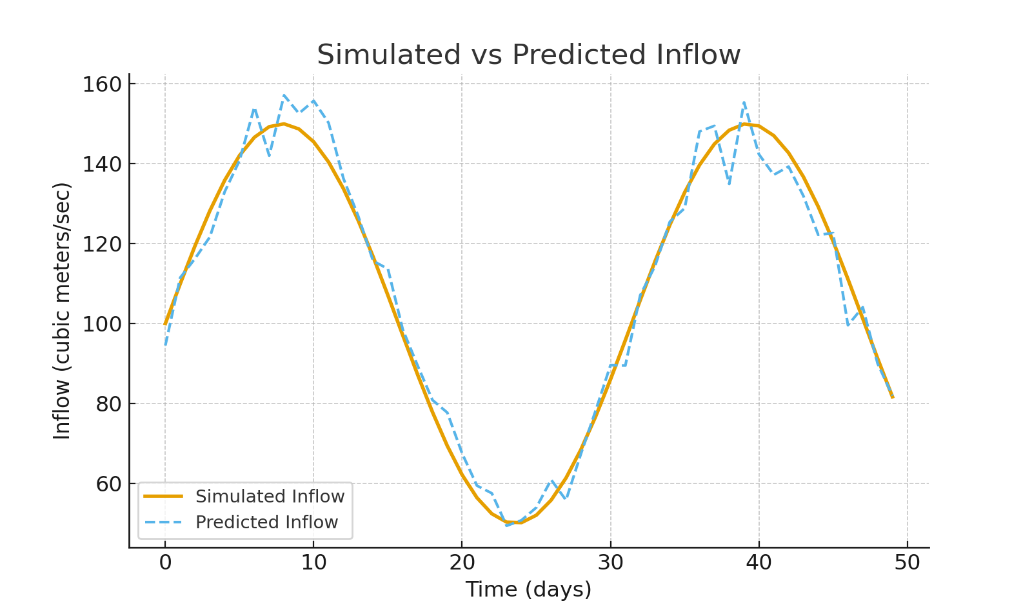 Simulated vs Predicted Inflow
Inflow (cubic meters/sec)
160
140
120
100
80
60
Simulated Inflow
Predicted Inflow
0 10 20 30 40 50
Time (days)